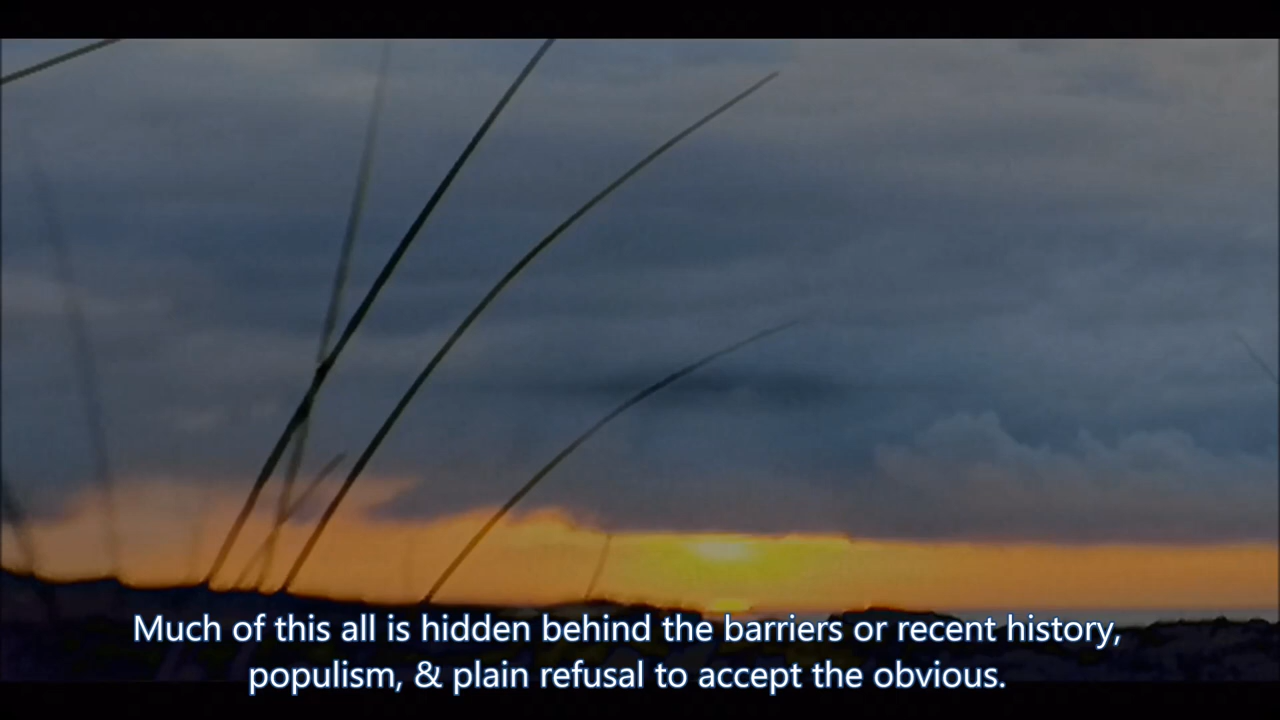 Much of this all is hidden behind the barriers or recent history,
populism, & plain refusal to accept the obvious.